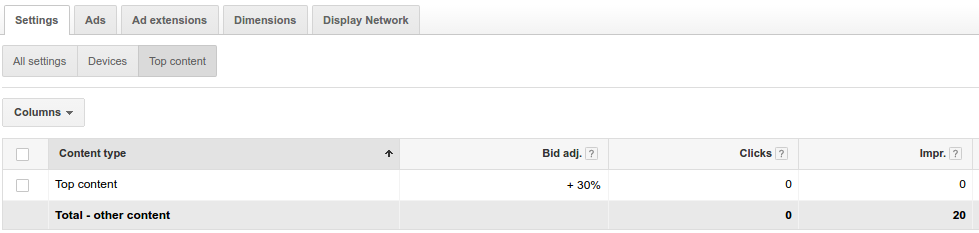 Settings Ads Ad extensions Dimensions Display Network
All settings Devices Top content
Columns
Content type Bid adj. ? Clicks ? Impr. ?
Top content + 30% 0 0
Total - other content 0 20